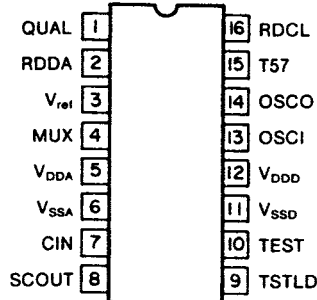 QUAL 1 16 RDCL
RDDA 2 15 T57
Vref 3 14 OSCO
MUX 4 13 OSCI
VDDA 5 12 VDDD
VSSA 6 11 VSSD
CIN 7 10 TEST
SCOUT 8 9 TSTLD